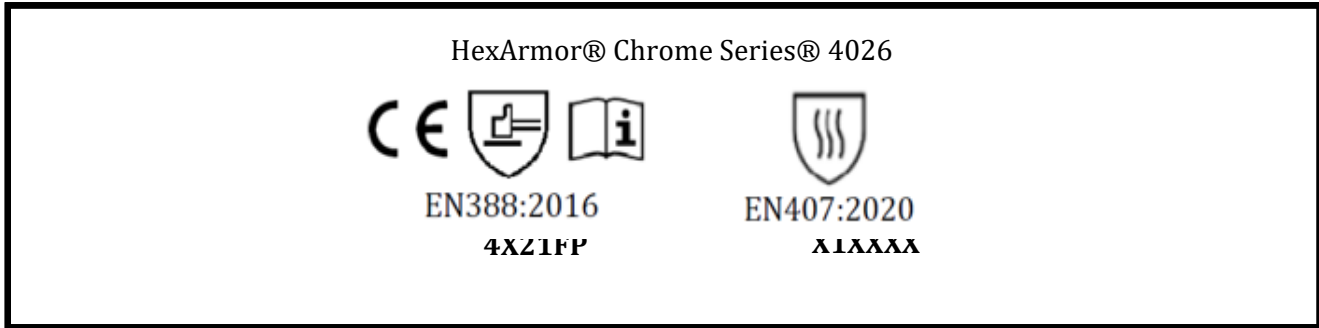 HexArmor® Chrome Series® 4026
CE i
EN388:2016 EN407:2020
4X21FP X1XXXX